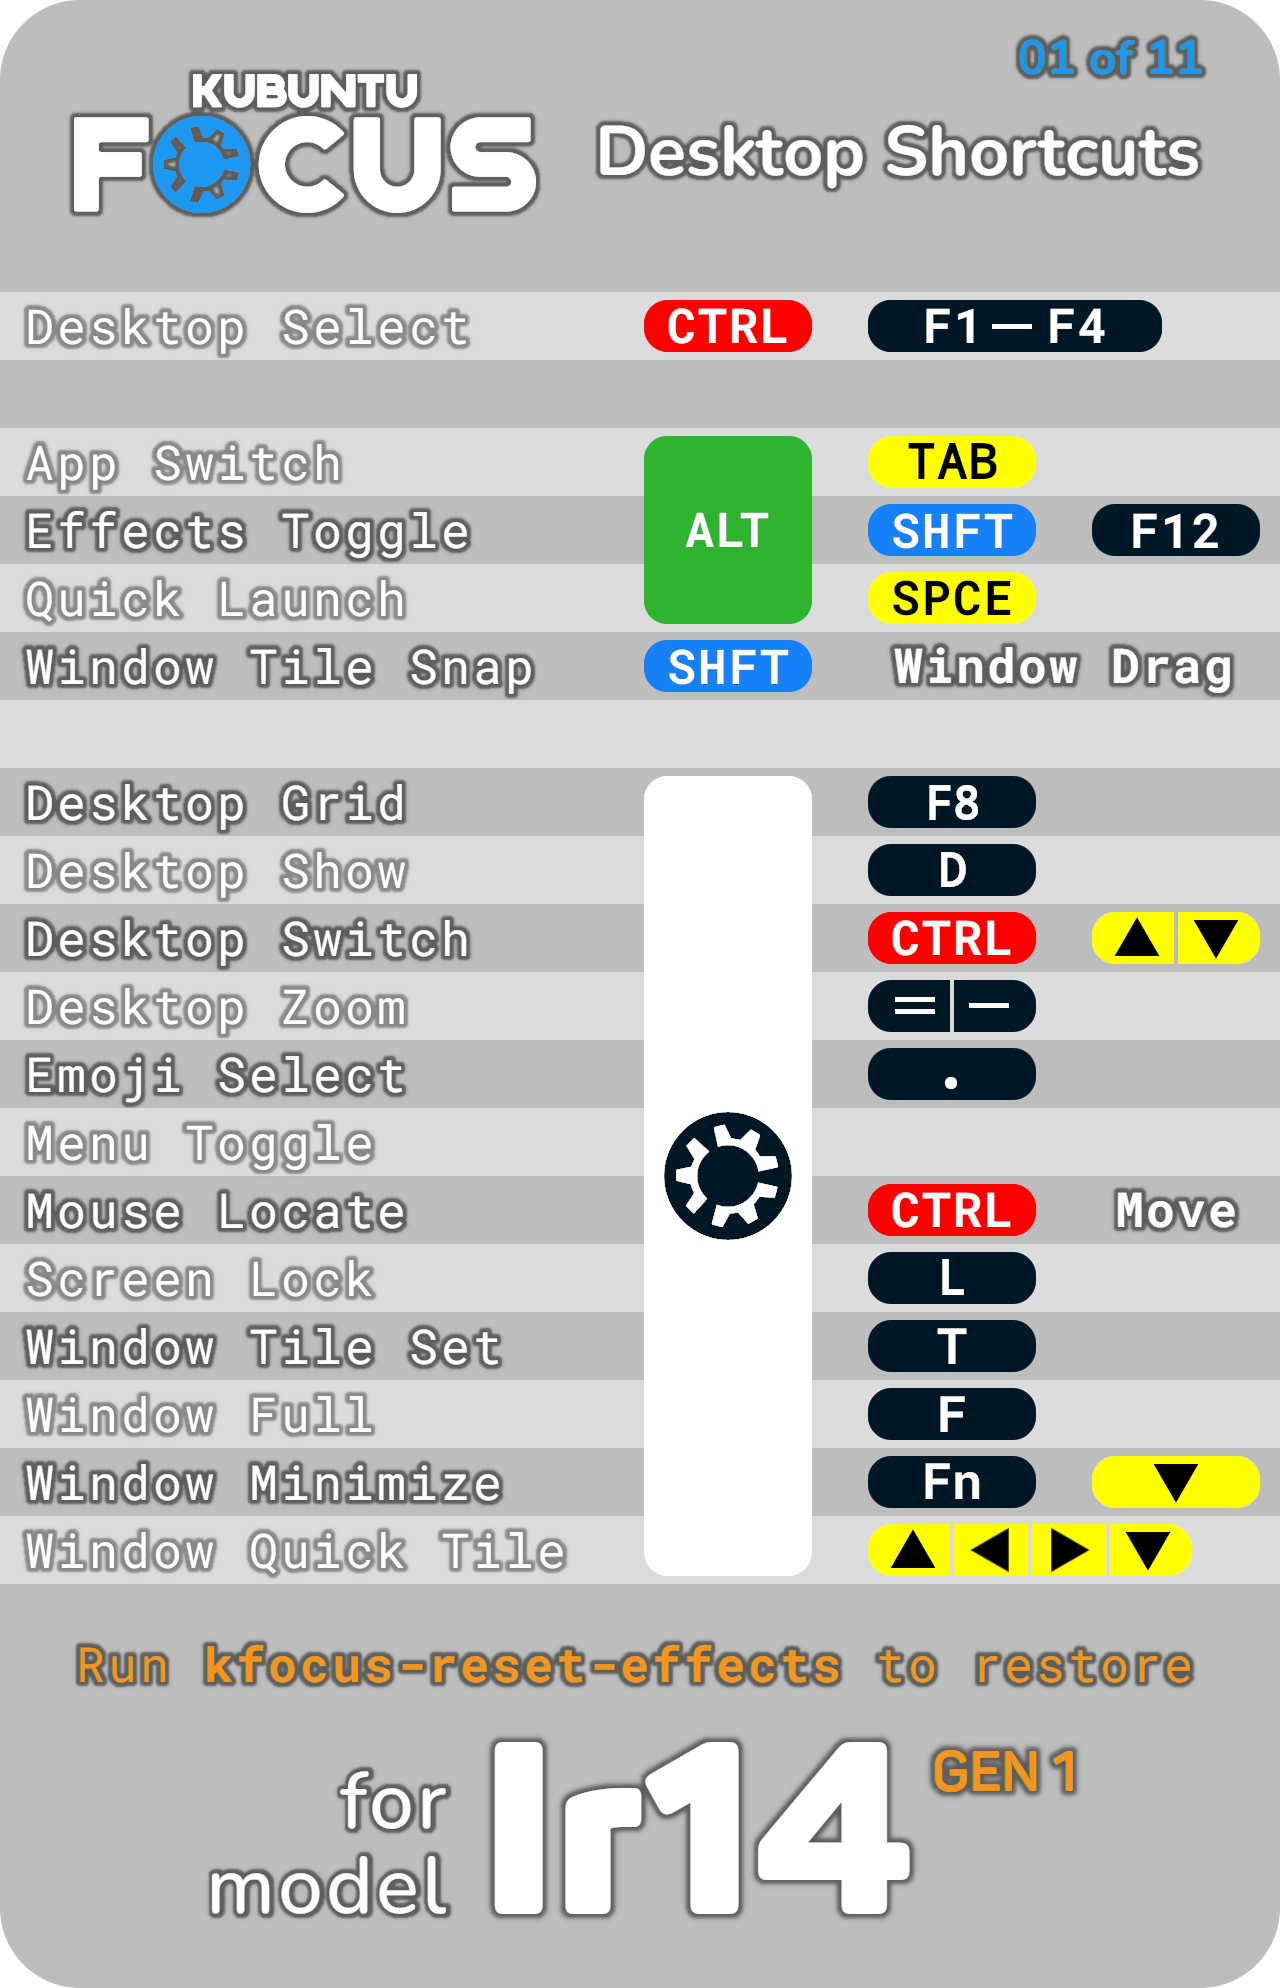 01 of 11
KUBUNTU
FOCUS
Desktop Shortcuts
Desktop Select CTRL F1 — F4
App Switch TAB
Effects Toggle ALT SHFT F12
Quick Launch SPCE
Window Tile Snap SHFT Window Drag
Desktop Grid F8
Desktop Show D
Desktop Switch CTRL ▲ ▼
Desktop Zoom = −
Emoji Select .
Menu Toggle
Mouse Locate CTRL Move
Screen Lock L
Window Tile Set T
Window Full F
Window Minimize Fn ▼
Window Quick Tile ▲ ◀ ▶ ▼
Run kfocus-reset-effects to restore
for
model
Ir14 GEN 1